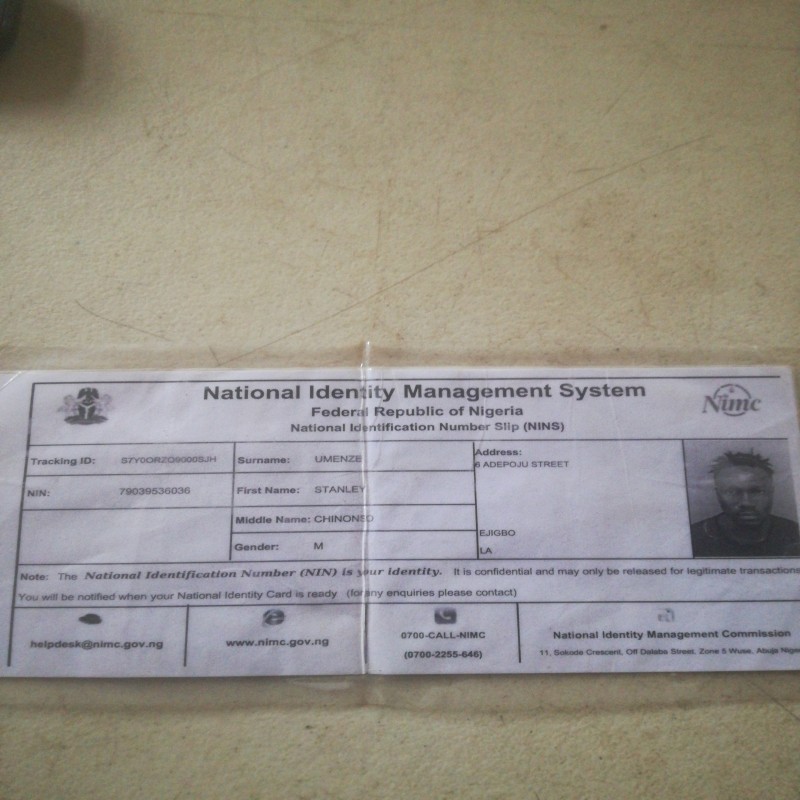 National Identity Management System
Federal Republic of Nigeria
National Identification Number Slip (NINS)
Nimc
Tracking ID:
Surname: UMENZE
Address:
6 ADEPOJU STREET
NIN: 79039536036
First Name: STANLEY
Middle Name: CHINONSO
EJIGBO
Gender: M
LA
Note: The National Identification Number (NIN) is your identity. It is confidential and may only be released for legitimate transactions
You will be notified when your National Identity Card is ready (for any enquiries please contact)
helpdesk@nimc.gov.ng
www.nimc.gov.ng
0700-CALL-NIMC
(0700-2255-646)
National Identity Management Commission
11, Sokode Crescent, Off Dalaba Street, Zone 5 Wuse, Abuja